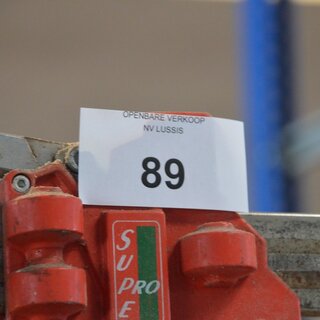 OPENBARE VERKOOP
NV LUSSIS
89
SUPE
PRO